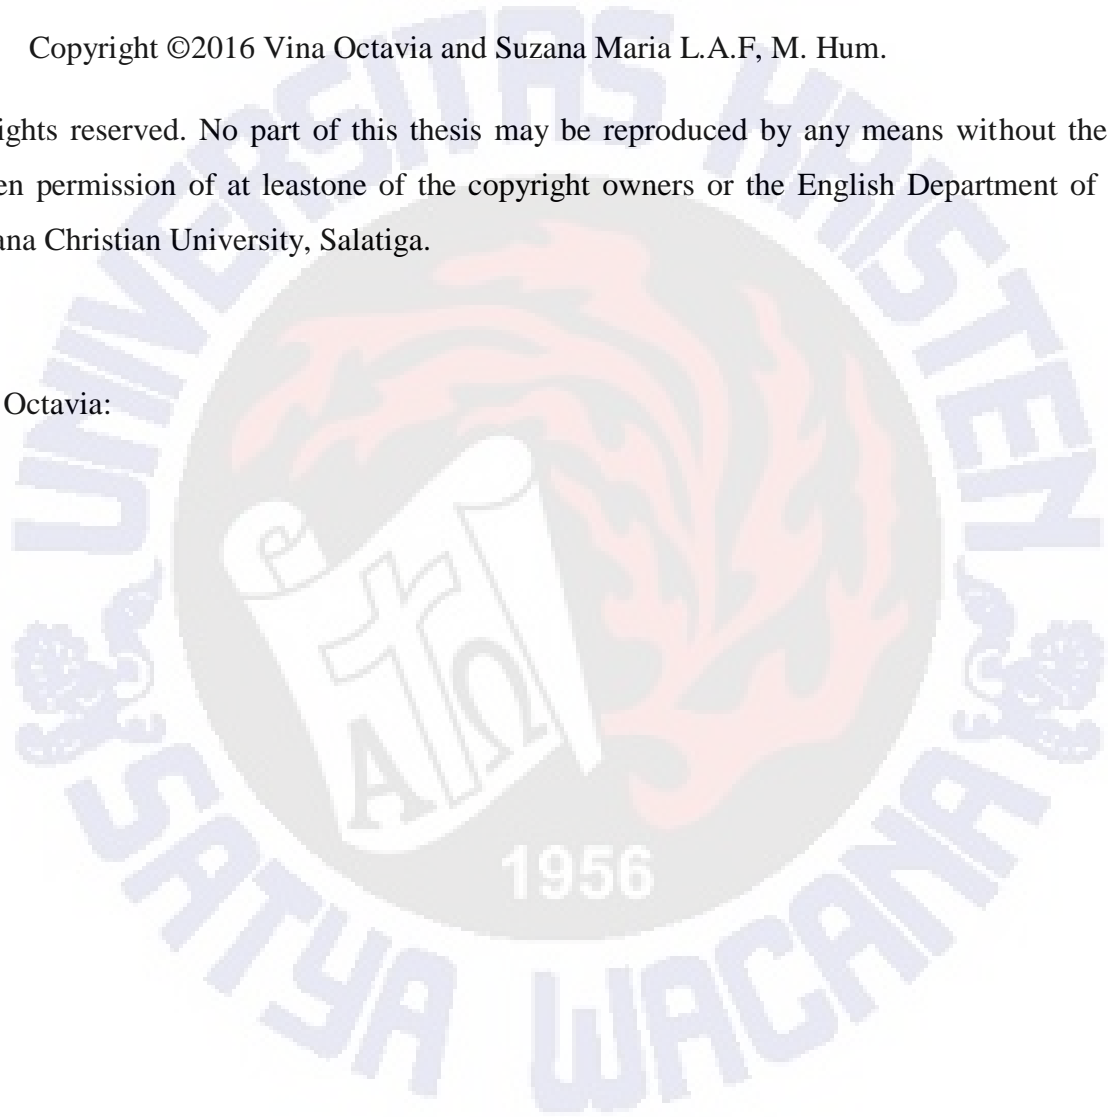 Copyright ©2016 Vina Octavia and Suzana Maria L.A.F, M. Hum.
ights reserved. No part of this thesis may be reproduced by any means without the
en permission of at leastone of the copyright owners or the English Department of
ana Christian University, Salatiga.
Octavia:
UNIVERSITAS KRISTEN
Α Ω
1956
SATYA WACANA